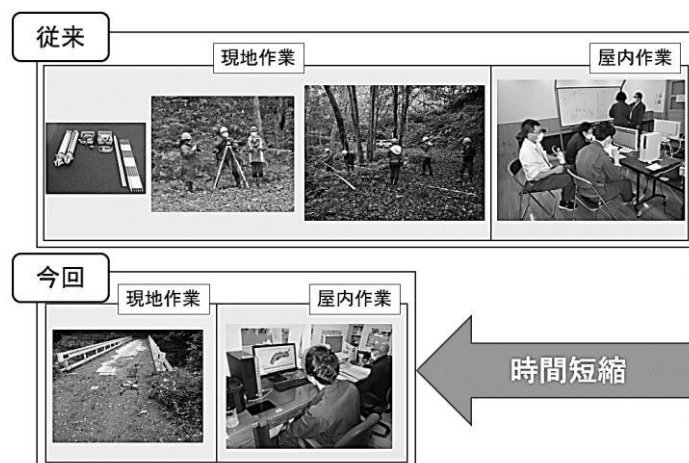 従来
現地作業
屋内作業
今回
現地作業
屋内作業
時間短縮